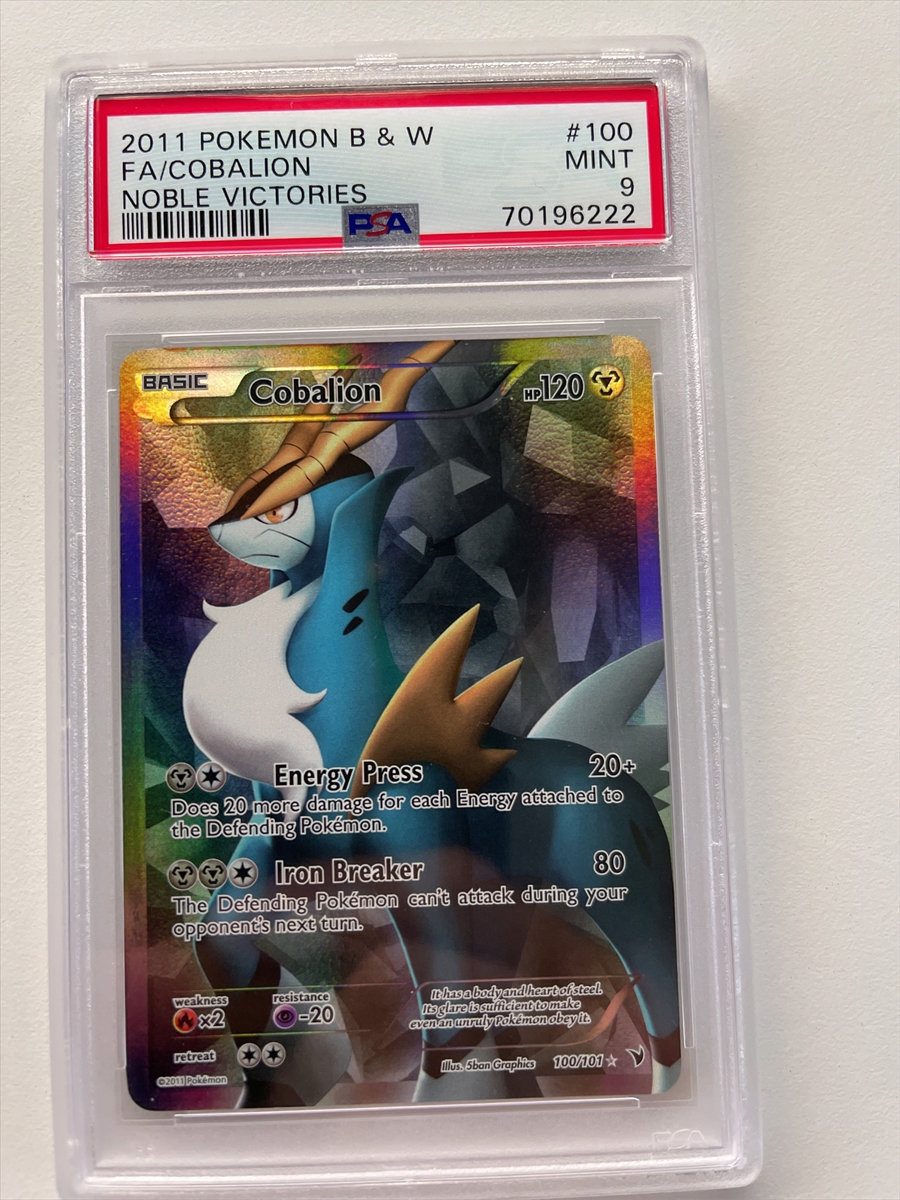 2011 POKEMON B & W #100
FA/COBALION MINT
NOBLE VICTORIES 9
PSA 70196222
BASIC Cobalion HP120
Energy Press 20+
Does 20 more damage for each Energy attached to
the Defending Pokémon.
Iron Breaker 80
The Defending Pokémon can't attack during your
opponent's next turn.
weakness resistance
×2 -20
It has a body and heart of steel.
Its glare is sufficient to make
even an unruly Pokémon obey it.
retreat
Illus. 5ban Graphics 100/101
©2011 Pokémon
PSA